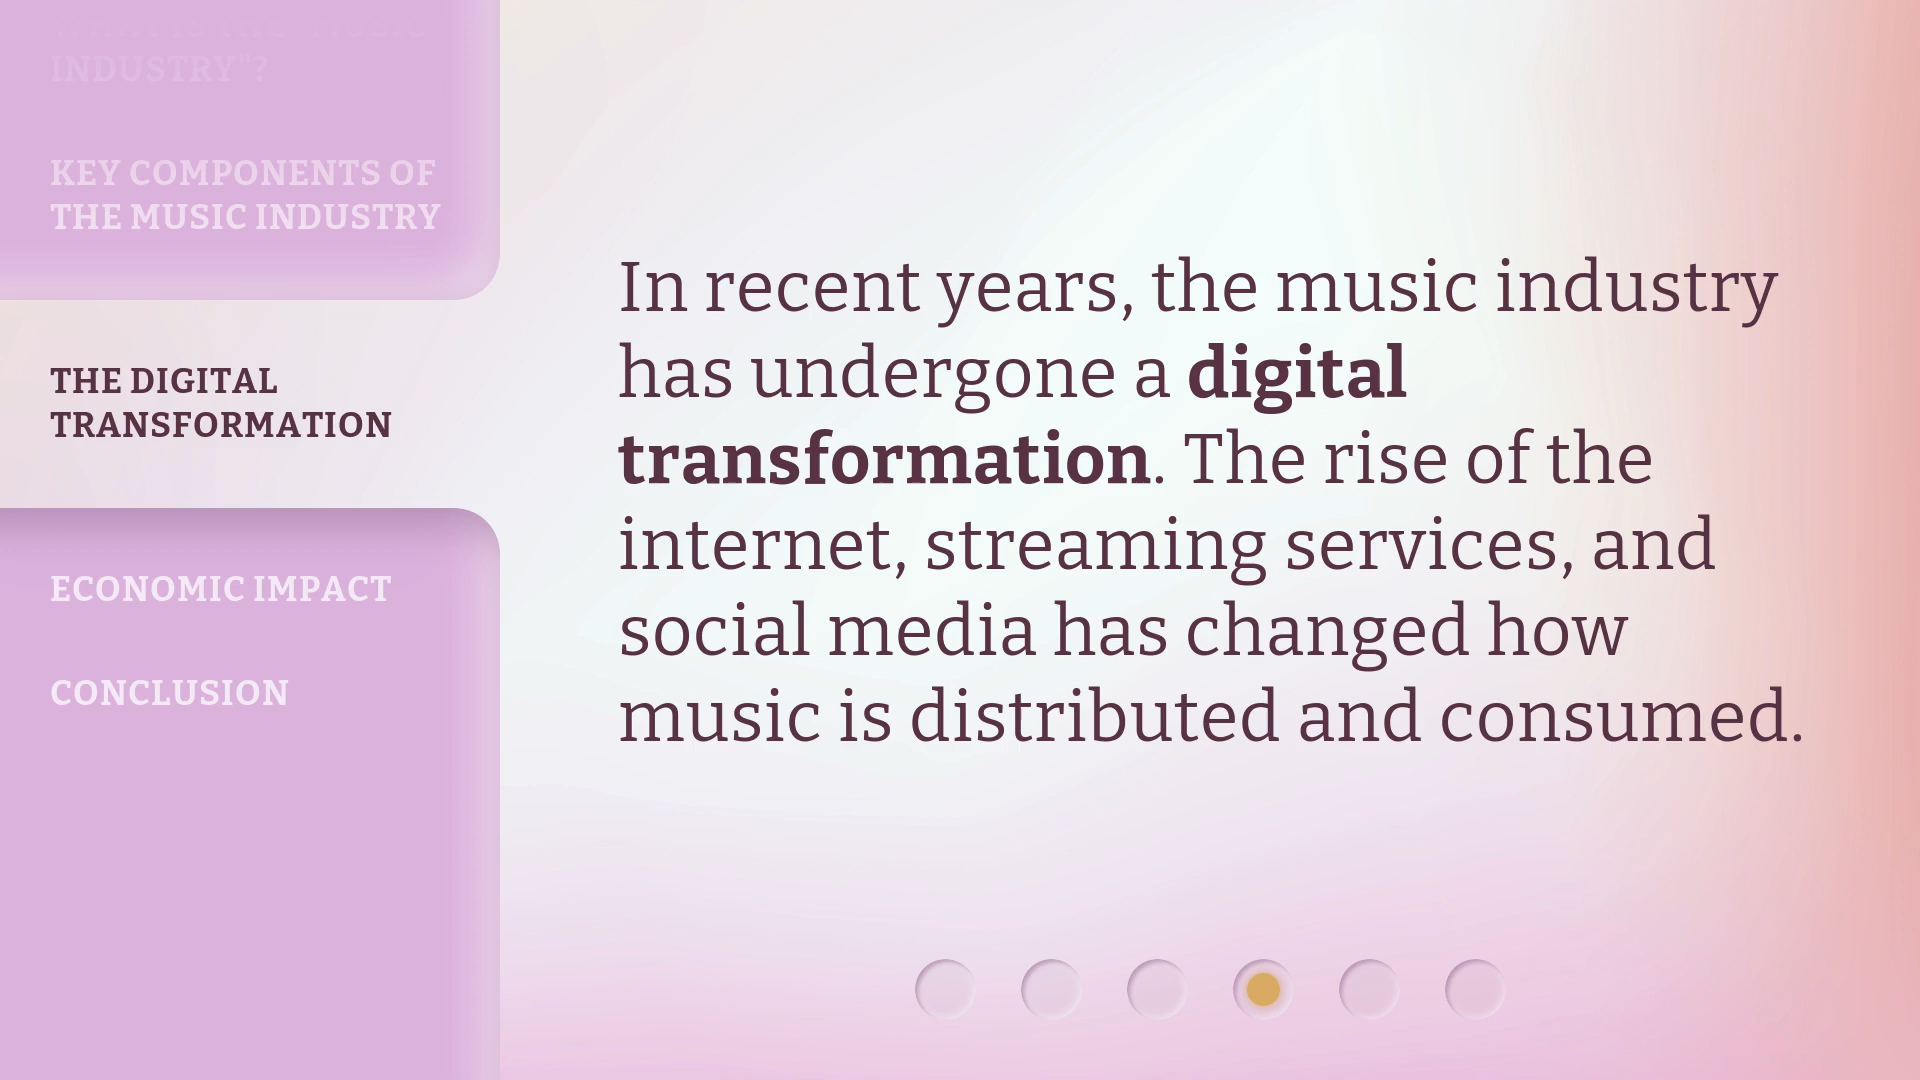 INDUSTRY"?
KEY COMPONENTS OF
THE MUSIC INDUSTRY
THE DIGITAL
TRANSFORMATION
ECONOMIC IMPACT
CONCLUSION
In recent years, the music industry
has undergone a digital
transformation. The rise of the
internet, streaming services, and
social media has changed how
music is distributed and consumed.